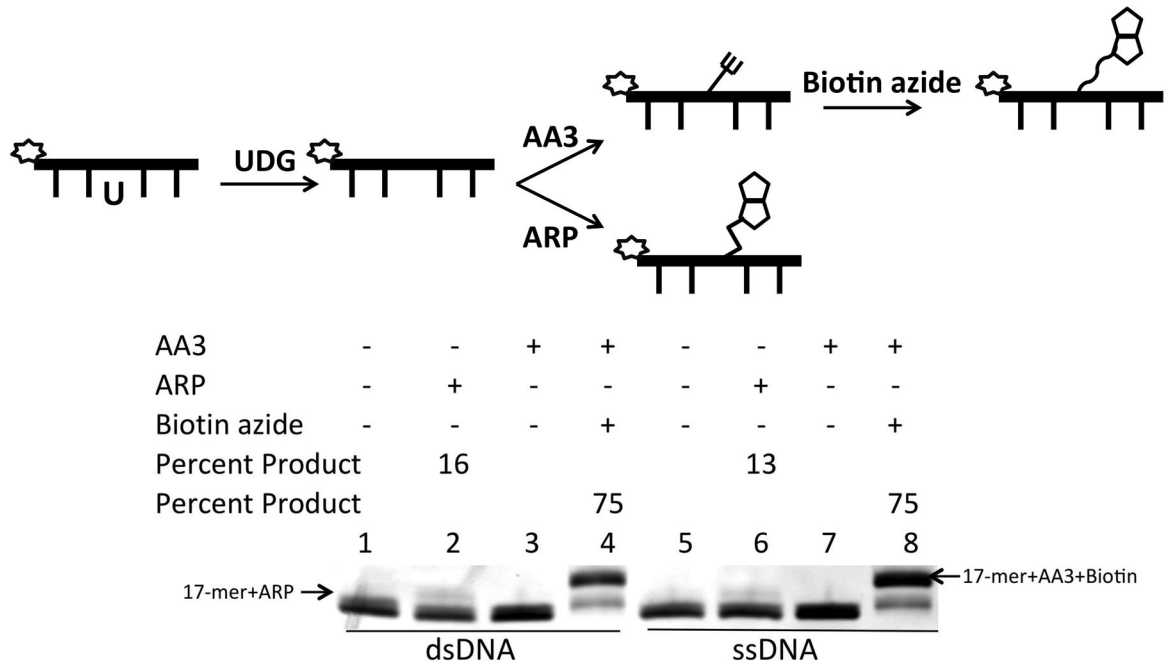 Biotin azide
AA3
UDG
U
ARP
AA3 - - + + - - + +
ARP - + - - - + - -
Biotin azide - - - + - - - +
Percent Product 16 13
Percent Product 75 75
1 2 3 4 5 6 7 8
17-mer+ARP
17-mer+AA3+Biotin
dsDNA ssDNA